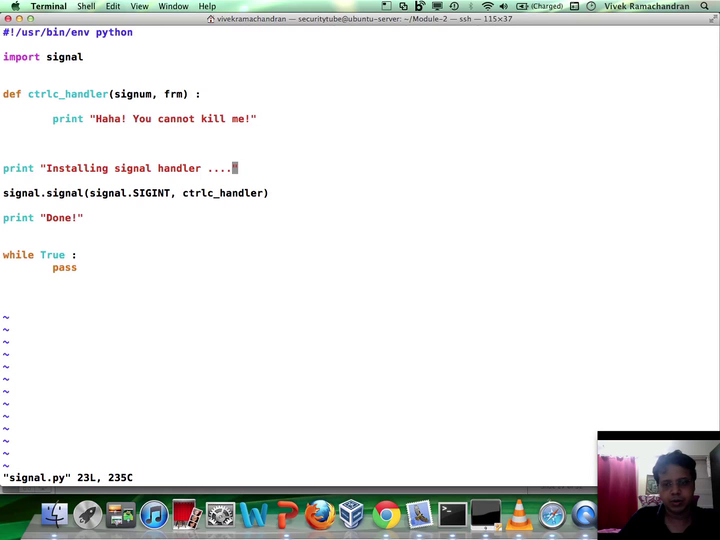 Terminal Shell Edit View Window Help (Charged) Vivek Ramachandran
vivekramachandran — securitytube@ubuntu-server: ~/Module-2 — ssh — 115×37
#!/usr/bin/env python
import signal
def ctrlc_handler(signum, frm) :
print "Haha! You cannot kill me!"
print "Installing signal handler ...."
signal.signal(signal.SIGINT, ctrlc_handler)
print "Done!"
while True :
pass
~
~
~
~
~
~
~
~
~
~
~
~
~
"signal.py" 23L, 235C